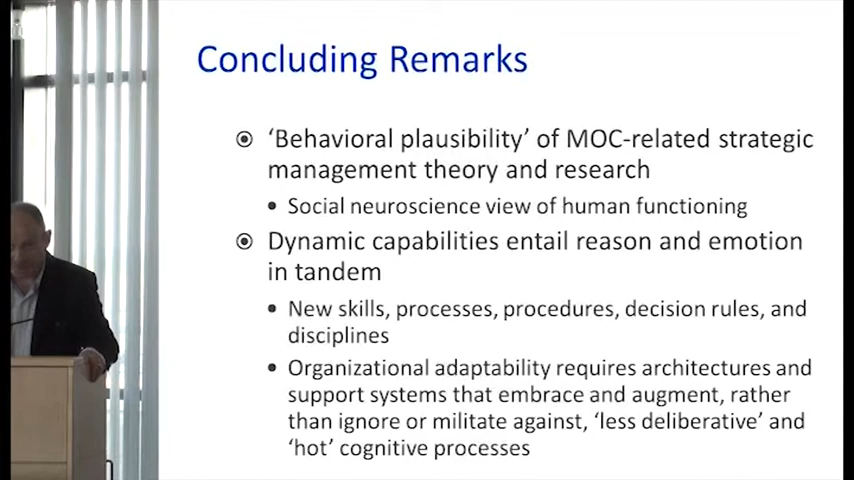 Concluding Remarks
‘Behavioral plausibility’ of MOC-related strategic
management theory and research
Social neuroscience view of human functioning
Dynamic capabilities entail reason and emotion
in tandem
New skills, processes, procedures, decision rules, and
disciplines
Organizational adaptability requires architectures and
support systems that embrace and augment, rather
than ignore or militate against, ‘less deliberative’ and
‘hot’ cognitive processes